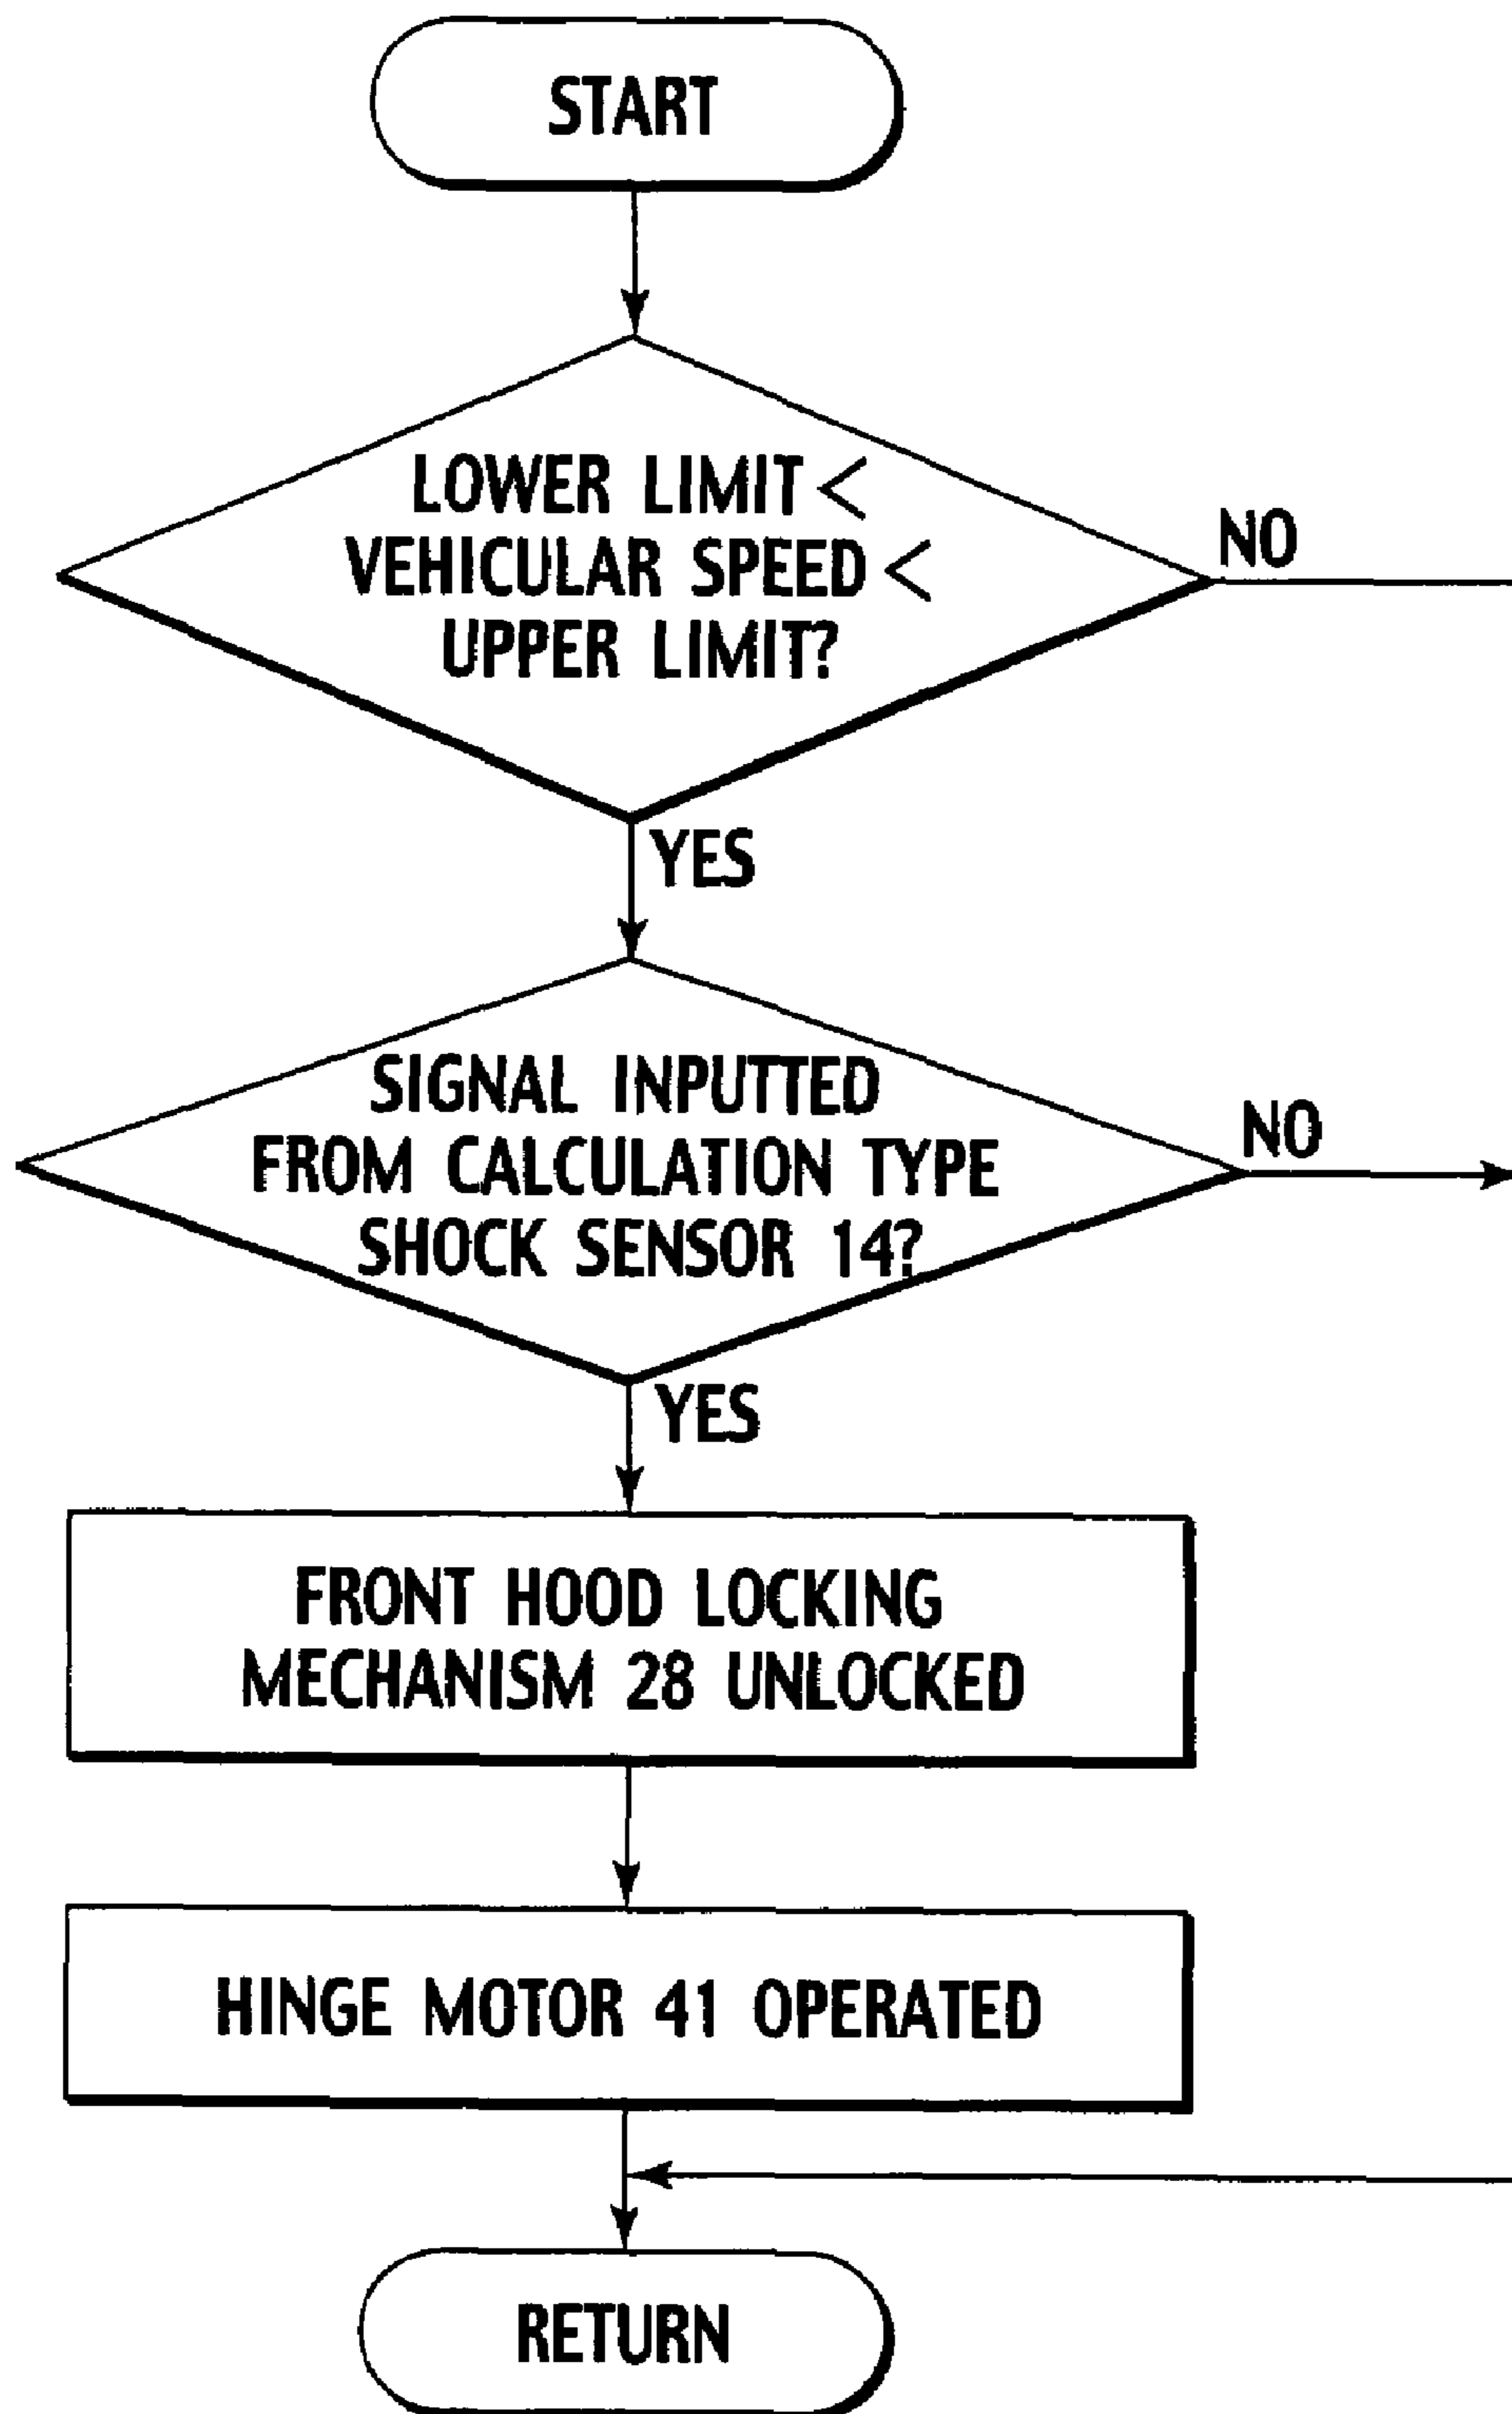 START
LOWER LIMIT <
VEHICULAR SPEED <
UPPER LIMIT?
NO
YES
SIGNAL INPUTTED
FROM CALCULATION TYPE
SHOCK SENSOR 14?
NO
YES
FRONT HOOD LOCKING
MECHANISM 28 UNLOCKED
HINGE MOTOR 41 OPERATED
RETURN